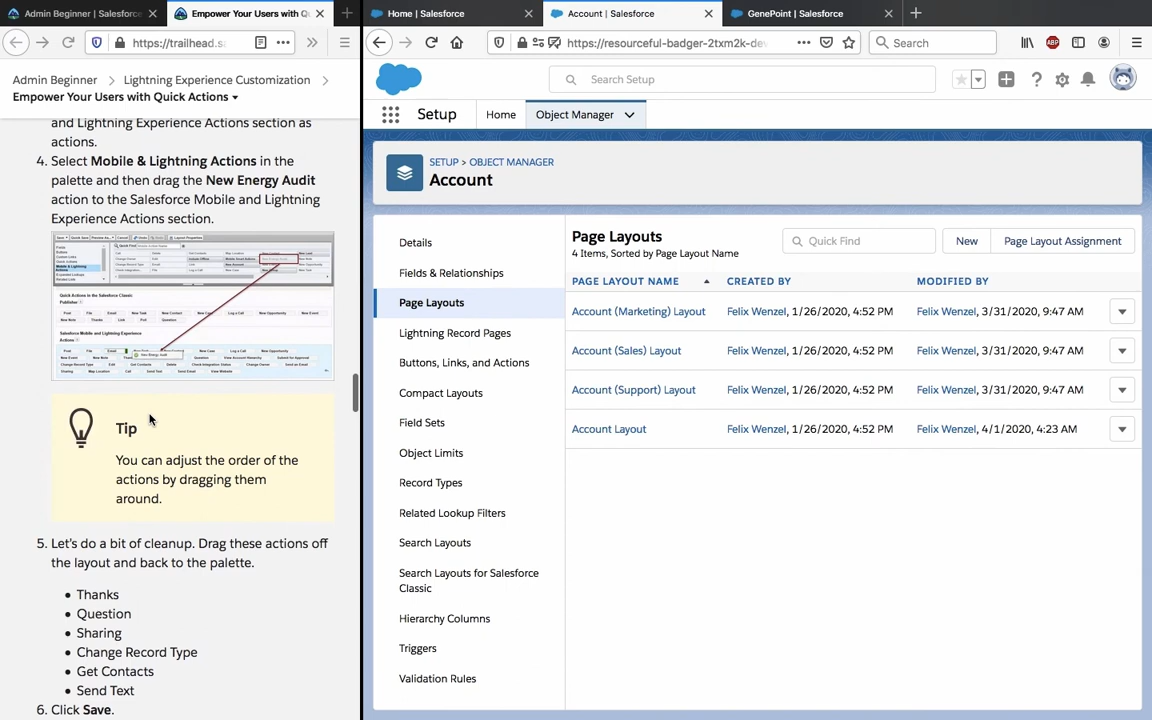 Admin Beginner | Salesforce
Empower Your Users with Q
https://trailhead.sa
Admin Beginner > Lightning Experience Customization >
Empower Your Users with Quick Actions
and Lightning Experience Actions section as
actions.
4. Select Mobile & Lightning Actions in the
palette and then drag the New Energy Audit
action to the Salesforce Mobile and Lightning
Experience Actions section.
Tip
You can adjust the order of the
actions by dragging them
around.
5. Let's do a bit of cleanup. Drag these actions off
the layout and back to the palette.
• Thanks
• Question
• Sharing
• Change Record Type
• Get Contacts
• Send Text
6. Click Save.
Home | Salesforce
Account | Salesforce
GenePoint | Salesforce
https://resourceful-badger-2txm2k-dev
Search
ABP
Search Setup
Setup
Home
Object Manager
SETUP > OBJECT MANAGER
Account
Details
Fields & Relationships
Page Layouts
Lightning Record Pages
Buttons, Links, and Actions
Compact Layouts
Field Sets
Object Limits
Record Types
Related Lookup Filters
Search Layouts
Search Layouts for Salesforce
Classic
Hierarchy Columns
Triggers
Validation Rules
Page Layouts
4 Items, Sorted by Page Layout Name
Quick Find
New
Page Layout Assignment
PAGE LAYOUT NAME CREATED BY MODIFIED BY
Account (Marketing) Layout Felix Wenzel, 1/26/2020, 4:52 PM Felix Wenzel, 3/31/2020, 9:47 AM
Account (Sales) Layout Felix Wenzel, 1/26/2020, 4:52 PM Felix Wenzel, 3/31/2020, 9:47 AM
Account (Support) Layout Felix Wenzel, 1/26/2020, 4:52 PM Felix Wenzel, 3/31/2020, 9:47 AM
Account Layout Felix Wenzel, 1/26/2020, 4:52 PM Felix Wenzel, 4/1/2020, 4:23 AM